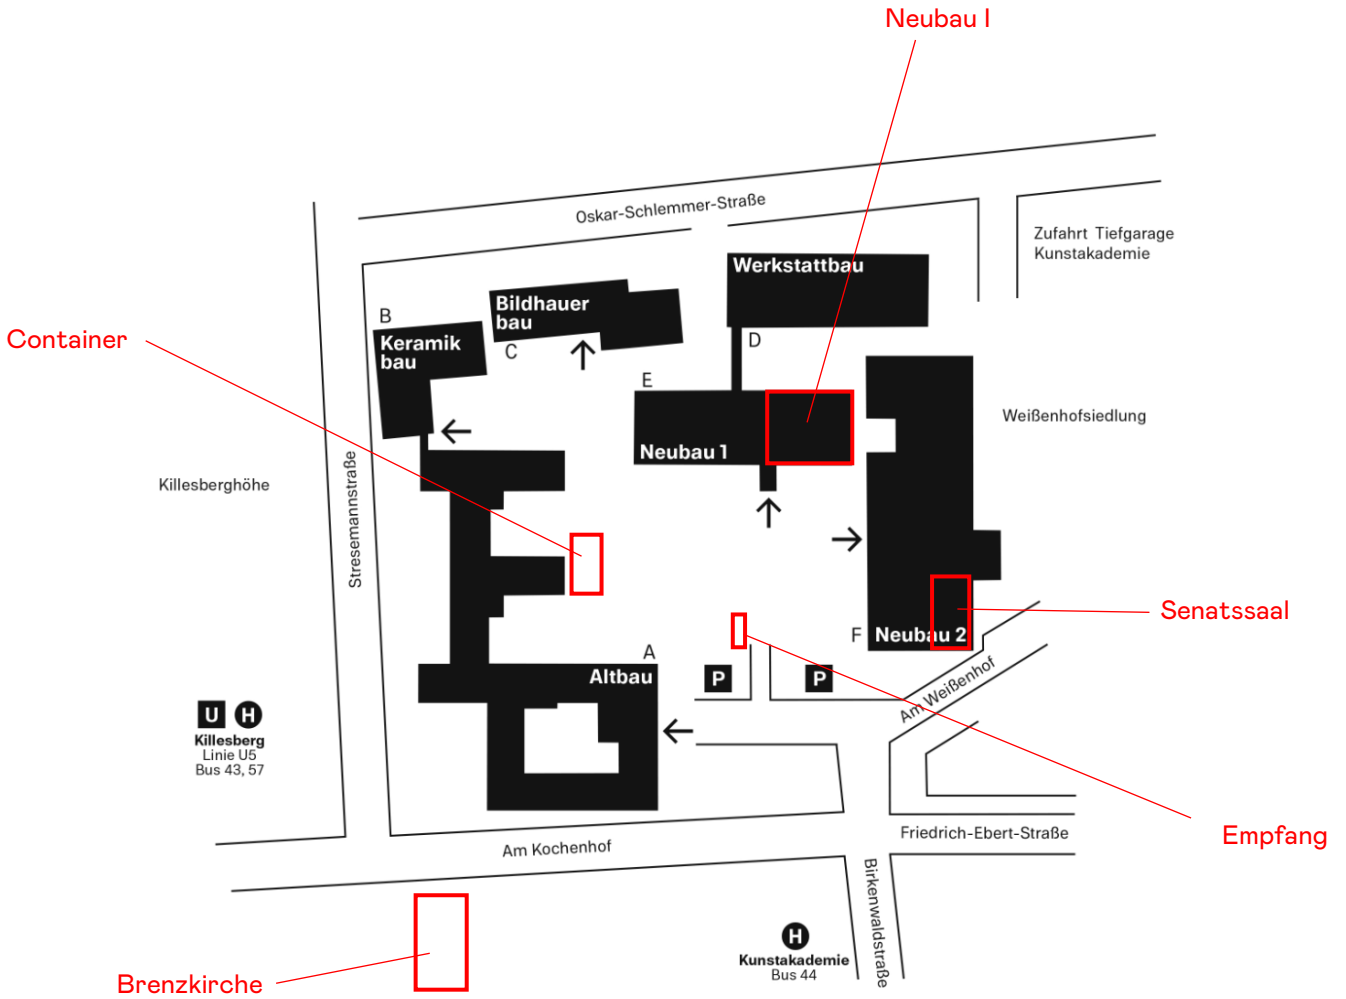 Neubau I
Oskar-Schlemmer-Straße
Zufahrt Tiefgarage
Kunstakademie
Werkstattbau
Bildhauer
bau
B
Container
Keramik
bau
C
D
E
Weißenhofsiedlung
Neubau 1
Killesberghöhe
Stresemannstraße
Senatssaal
F
Neubau 2
A
Altbau
P
P
Am Weißenhof
U H
Killesberg
Linie U5
Bus 43, 57
Friedrich-Ebert-Straße
Empfang
Am Kochenhof
Birkenwaldstraße
H
Kunstakademie
Bus 44
Brenzkirche